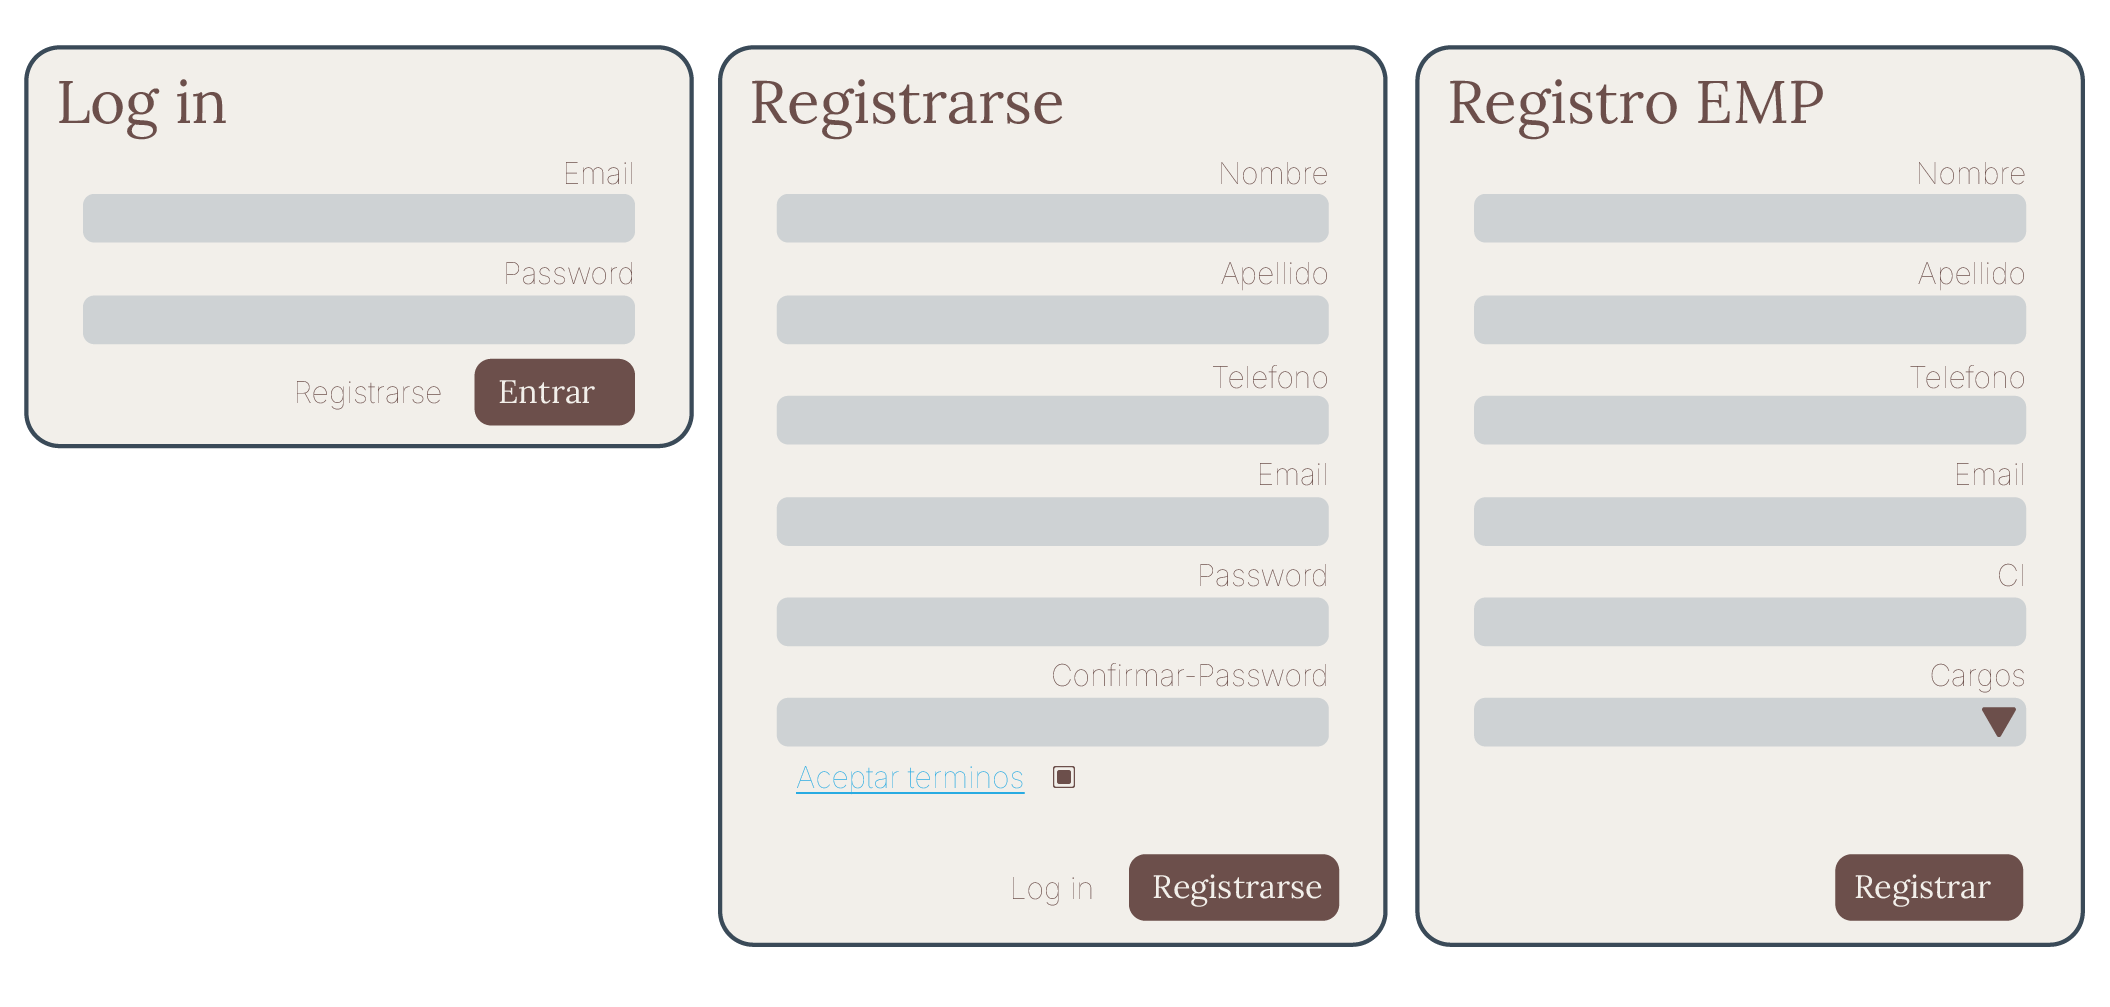 Log in
Email
Password
Registrarse
Entrar
Registrarse
Nombre
Apellido
Telefono
Email
Password
Confirmar-Password
Aceptar terminos
Log in
Registrarse
Registro EMP
Nombre
Apellido
Telefono
Email
CI
Cargos
Registrar